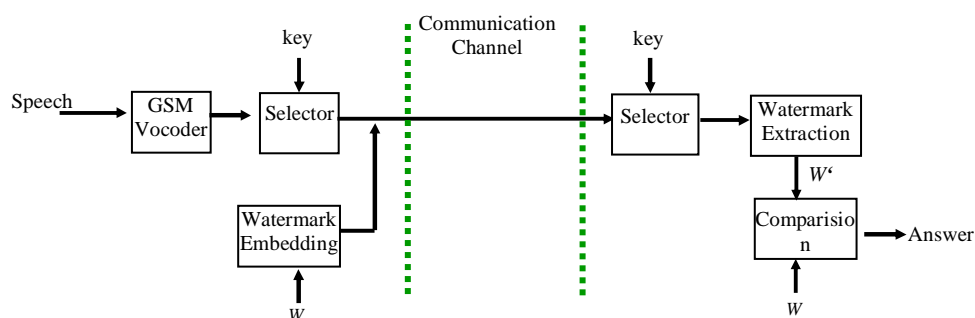 Communication
Channel
key
key
Speech
GSM
Vocoder
Selector
Selector
Watermark
Extraction
W‘
Watermark
Embedding
Comparisio
n
Answer
W
W